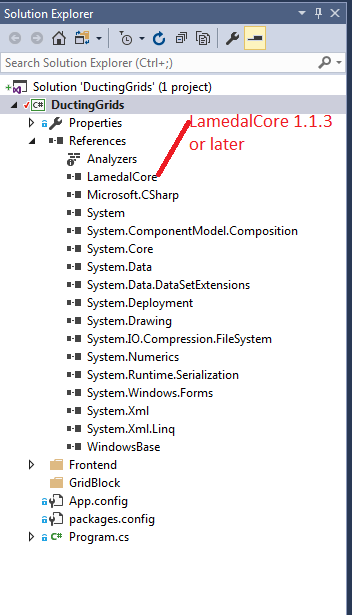 Solution Explorer
Search Solution Explorer (Ctrl+;)
Solution 'DuctingGrids' (1 project)
C# DuctingGrids
Properties
LamedalCore 1.1.3
or later
References
Analyzers
LamedalCore
Microsoft.CSharp
System
System.ComponentModel.Composition
System.Core
System.Data
System.Data.DataSetExtensions
System.Deployment
System.Drawing
System.IO.Compression.FileSystem
System.Numerics
System.Runtime.Serialization
System.Windows.Forms
System.Xml
System.Xml.Linq
WindowsBase
Frontend
GridBlock
App.config
packages.config
C# Program.cs